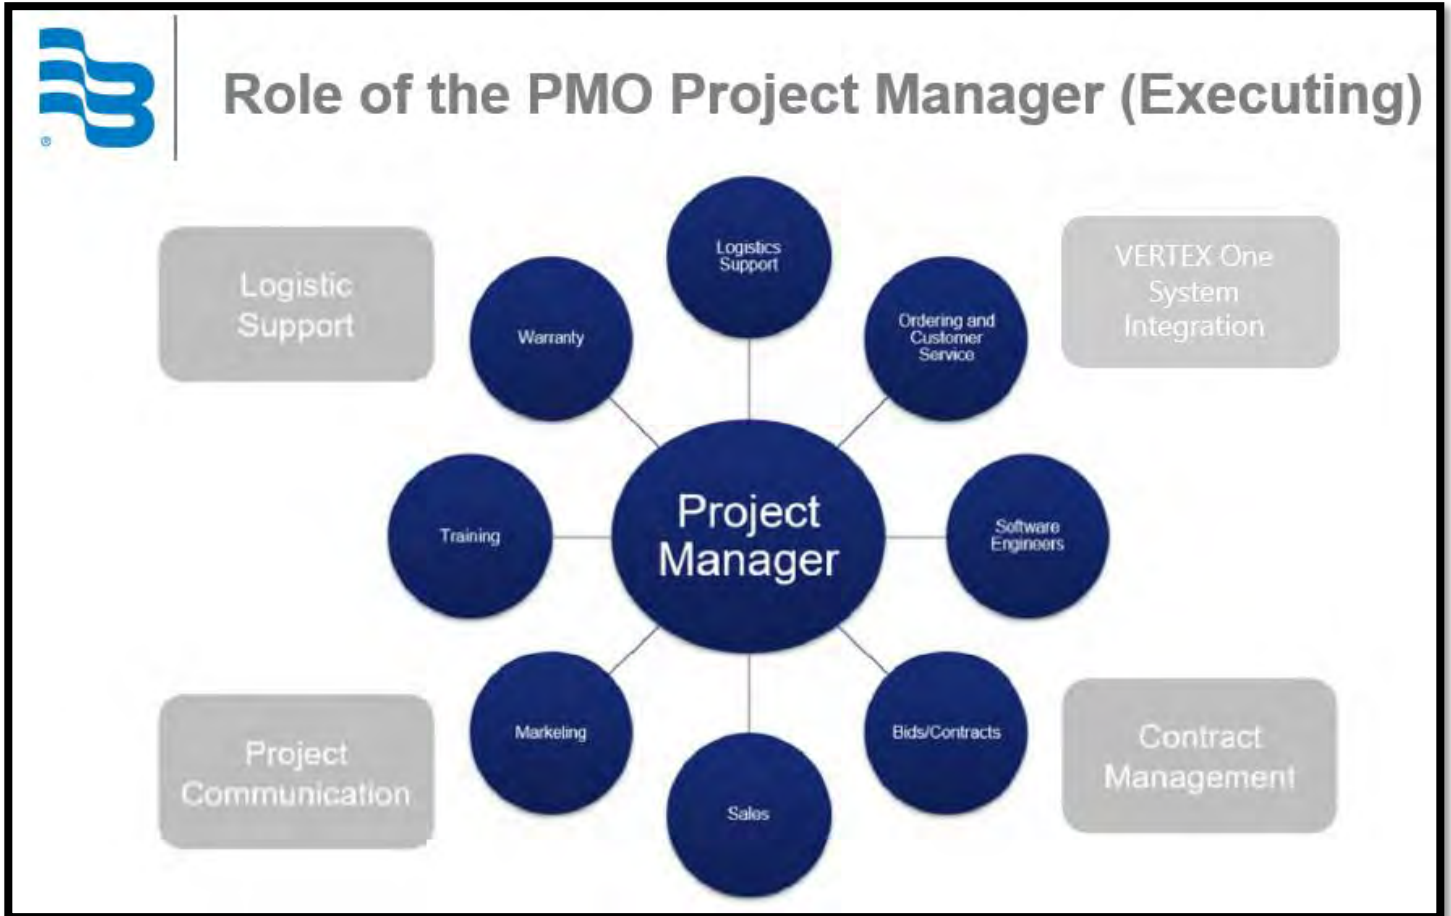 Role of the PMO Project Manager (Executing)
®
Logistic
Support
Logistics
Support
VERTEX One
System
Integration
Warranty
Ordering and
Customer
Service
Training
Project
Manager
Software
Engineers
Marketing
Bids/Contracts
Sales
Project
Communication
Contract
Management